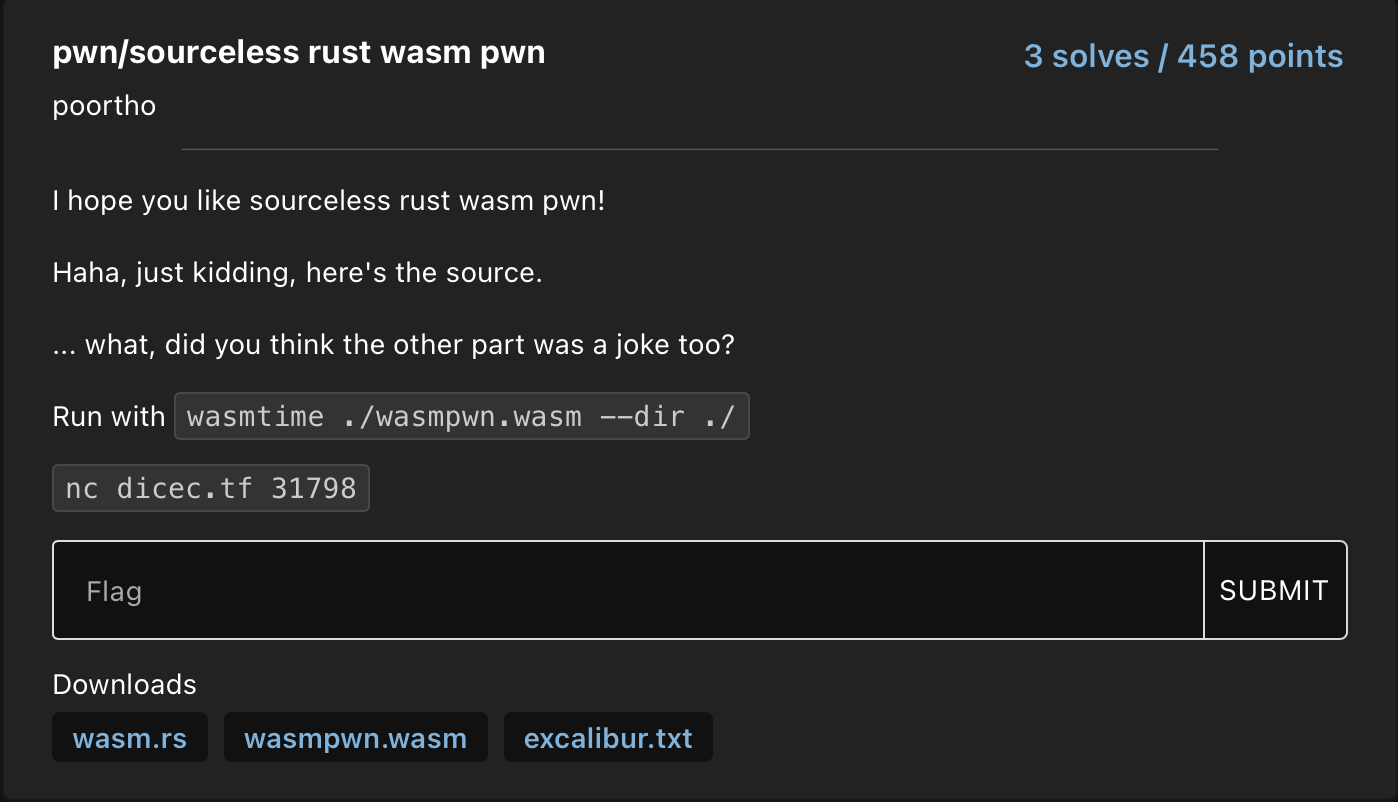 pwn/sourceless rust wasm pwn
3 solves / 458 points
poortho
I hope you like sourceless rust wasm pwn!
Haha, just kidding, here's the source.
... what, did you think the other part was a joke too?
Run with wasmtime ./wasmpwn.wasm --dir ./
nc dicec.tf 31798
Flag
SUBMIT
Downloads
wasm.rs wasmpwn.wasm excalibur.txt